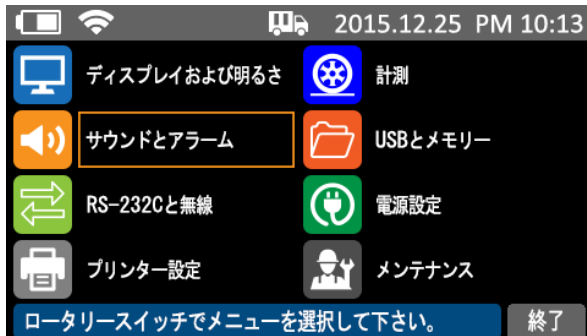 2015.12.25 PM 10:13
ディスプレイおよび明るさ
計測
サウンドとアラーム
USBとメモリー
RS-232Cと無線
電源設定
プリンター設定
メンテナンス
ロータリースイッチでメニューを選択して下さい。
終了